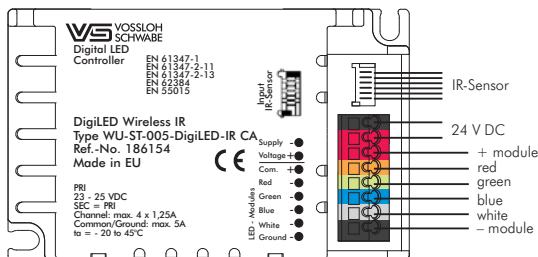 VS VOSSLOH
SCHWABE
Digital LED
Controller
EN 61347-1
EN 61347-2-11
EN 61347-2-13
EN 62384
EN 55015
Input
IR-Sensor
DigiLED Wireless IR
Type WU-ST-005-DigiLED-IR CA
Ref.-No. 186154
Made in EU
CE
PRI
23 - 25 VDC
SEC = PRI
Channel: max. 4 x 1,25A
Common/Ground: max. 5A
ta = - 20 to 45°C
Supply -
Voltage +
Com. +
Red -
Green -
Blue -
White -
Ground -
LED - Modules
IR-Sensor
24 V DC
+ module
red
green
blue
white
– module